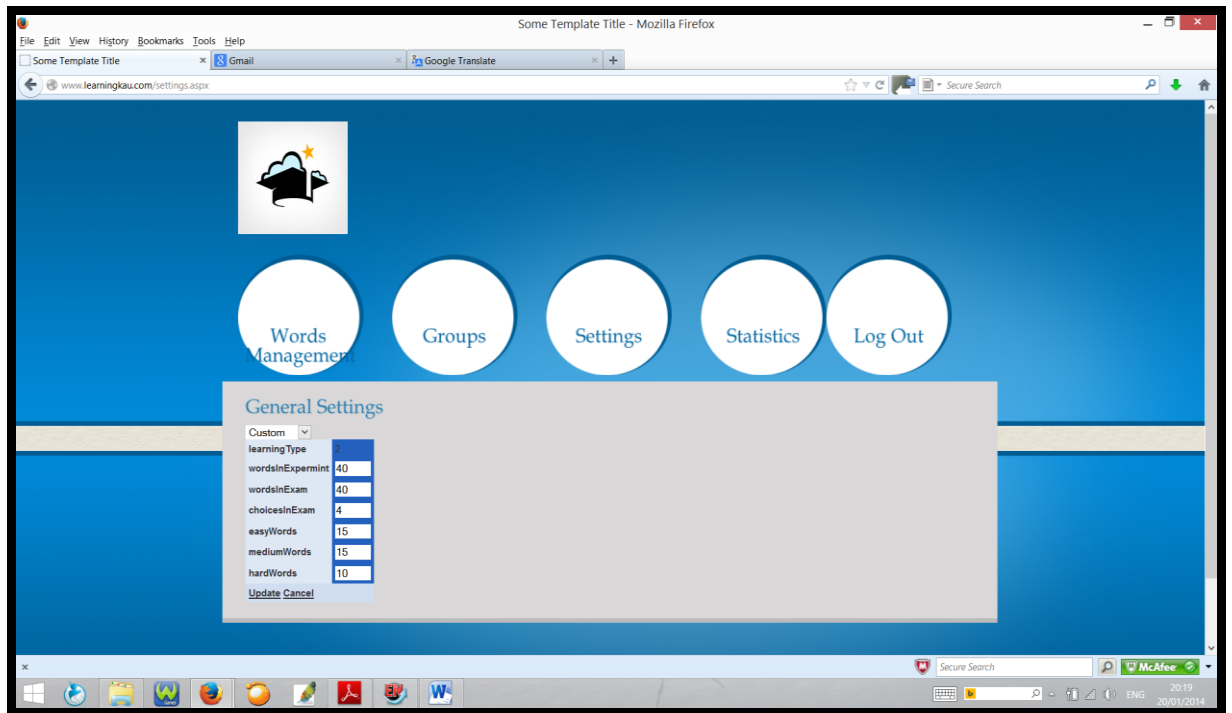 Some Template Title - Mozilla Firefox
File Edit View History Bookmarks Tools Help
Some Template Title
Gmail
Google Translate
www.learningkau.com/settings.aspx
Secure Search
Words Management
Groups
Settings
Statistics
Log Out
General Settings
Custom
learningType 2
wordsInExpermint 40
wordsInExam 40
choicesInExam 4
easyWords 15
mediumWords 15
hardWords 10
Update Cancel
Secure Search
McAfee
ENG
20:19
20/01/2014